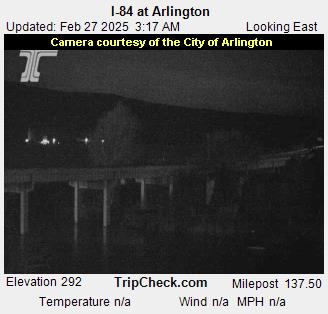 I-84 at Arlington
Updated: Feb 27 2025 3:17 AM Looking East
Camera courtesy of the City of Arlington
Elevation 292 TripCheck.com Milepost 137.50
Temperature n/a Wind n/a MPH n/a